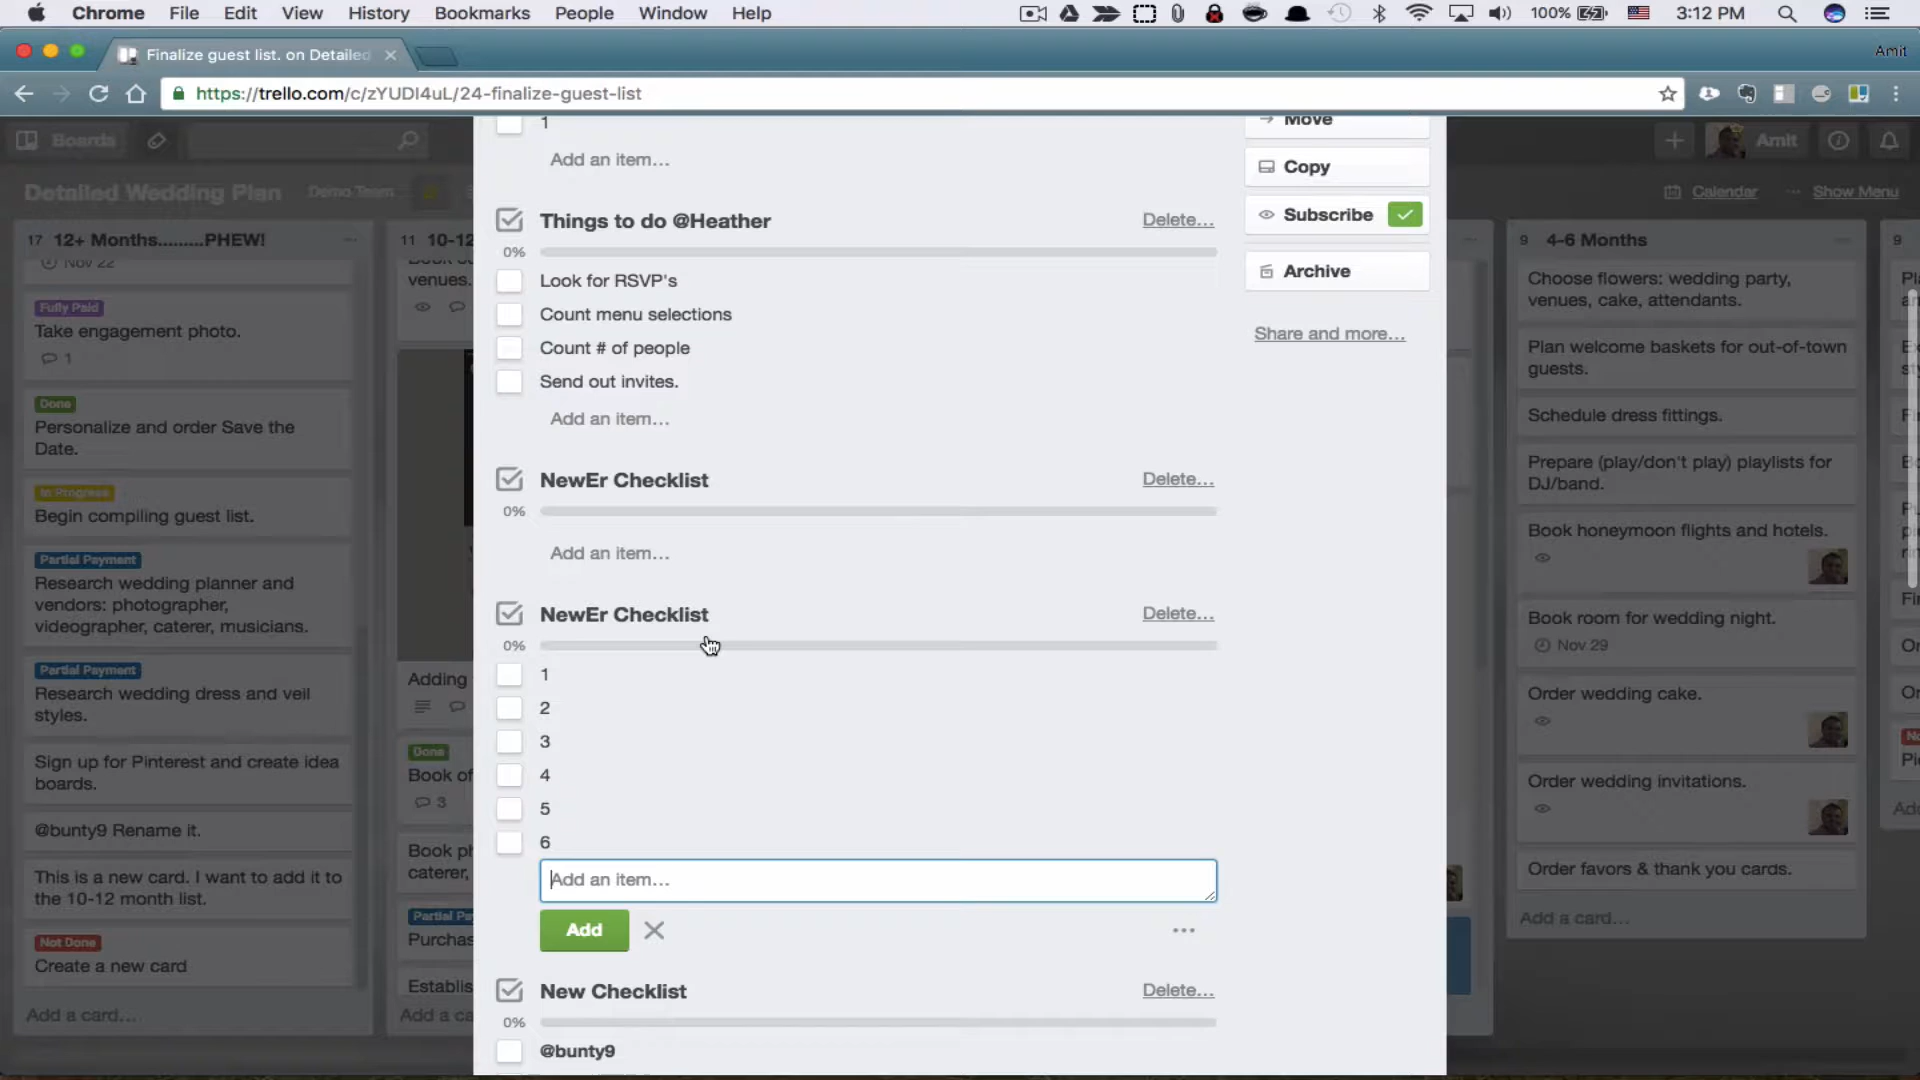 Chrome File Edit View History Bookmarks People Window Help 100% 3:12 PM
Finalize guest list. on Detailed
Amit
https://trello.com/c/zYUDI4uL/24-finalize-guest-list
Boards
Amit
Detailed Wedding Plan Demo Team
Calendar Show Menu
17 12+ Months.........PHEW!
Nov 22
Fully Paid
Take engagement photo.
1
Done
Personalize and order Save the
Date.
In Progress
Begin compiling guest list.
Partial Payment
Research wedding planner and
vendors: photographer,
videographer, caterer, musicians.
Partial Payment
Research wedding dress and veil
styles.
Sign up for Pinterest and create idea
boards.
@bunty9 Rename it.
This is a new card. I want to add it to
the 10-12 month list.
Not Done
Create a new card
Add a card...
11 10-12
venues.
Adding
Done
Book of
3
Book ph
caterer,
Partial Pa
Purchas
Establis
Add a ca
1
Add an item…
Things to do @Heather
Delete…
0%
Look for RSVP's
Count menu selections
Count # of people
Send out invites.
Add an item…
NewEr Checklist
Delete…
0%
Add an item…
NewEr Checklist
Delete…
0%
1
2
3
4
5
6
Add an item…
Add
New Checklist
Delete…
0%
@bunty9
Move
Copy
Subscribe
Archive
Share and more…
9 4-6 Months
Choose flowers: wedding party,
venues, cake, attendants.
Plan welcome baskets for out-of-town
guests.
Schedule dress fittings.
Prepare (play/don't play) playlists for
DJ/band.
Book honeymoon flights and hotels.
Book room for wedding night.
Nov 29
Order wedding cake.
Order wedding invitations.
Order favors & thank you cards.
Add a card…
9